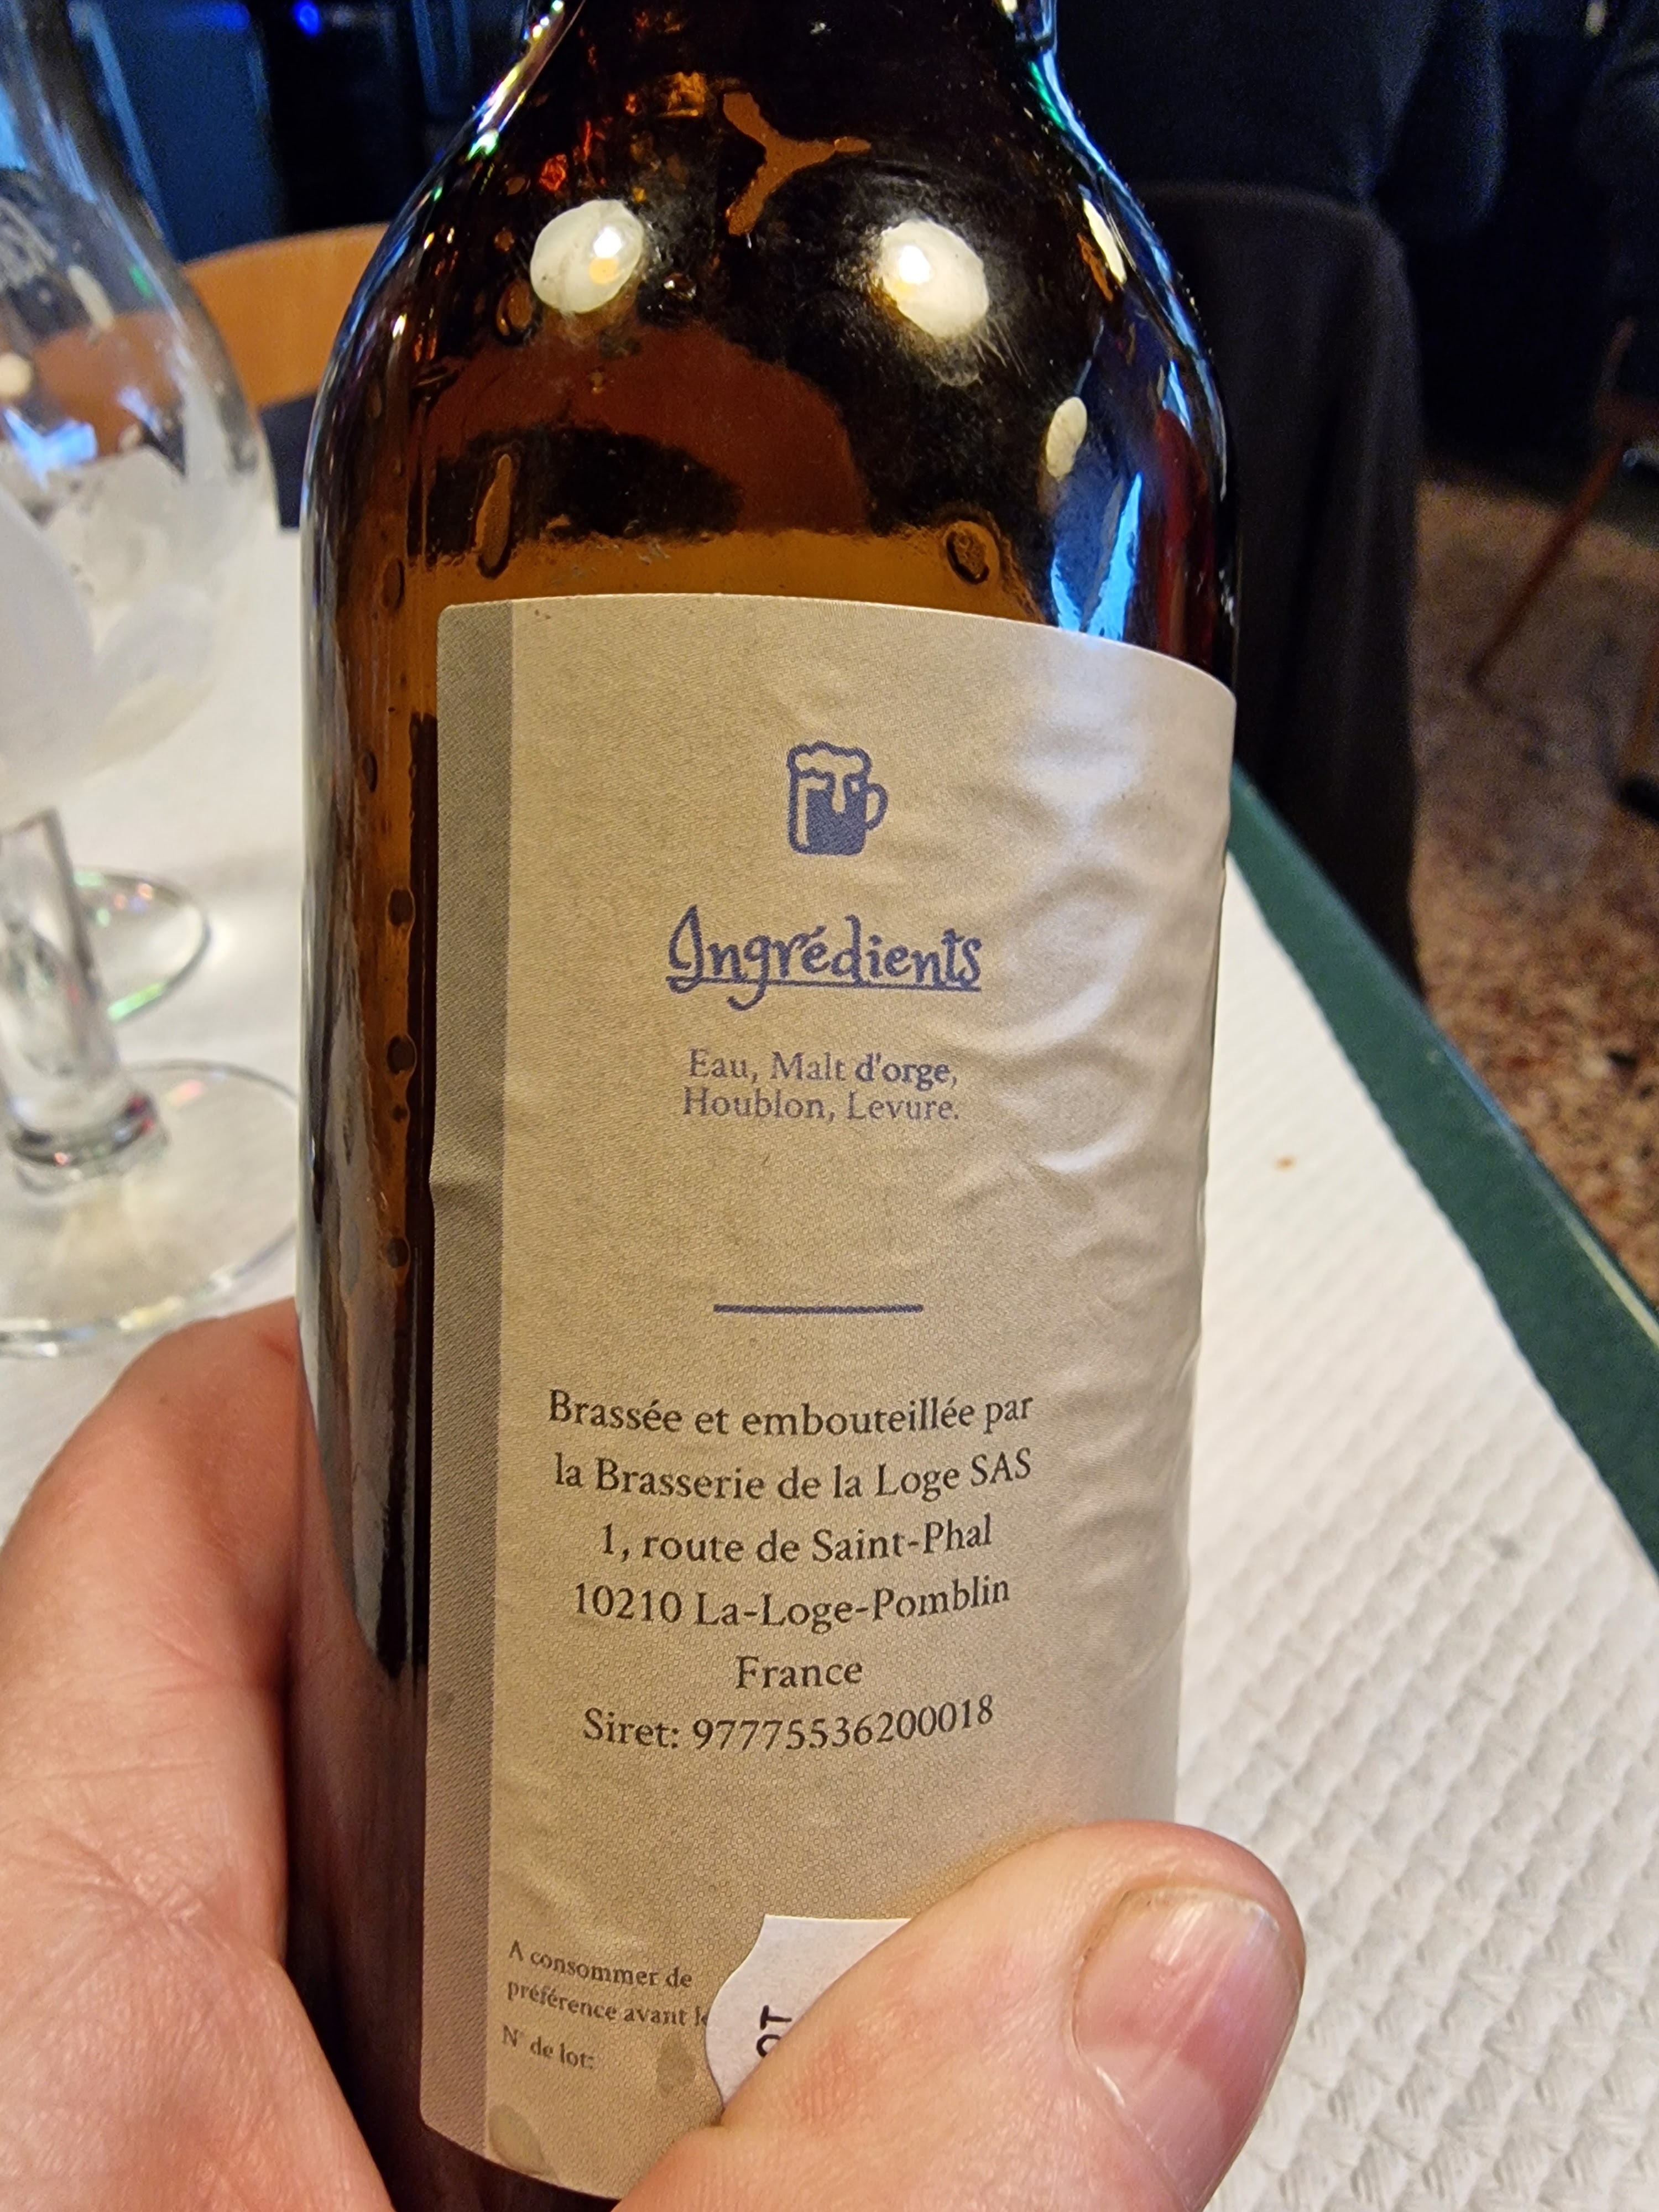 Ingrédients
Eau, Malt d'orge,
Houblon, Levure.
Brassée et embouteillée par
la Brasserie de la Loge SAS
1, route de Saint-Phal
10210 La-Loge-Pomblin
France
Siret: 97775536200018
A consommer de
préférence avant le
N° de lot: